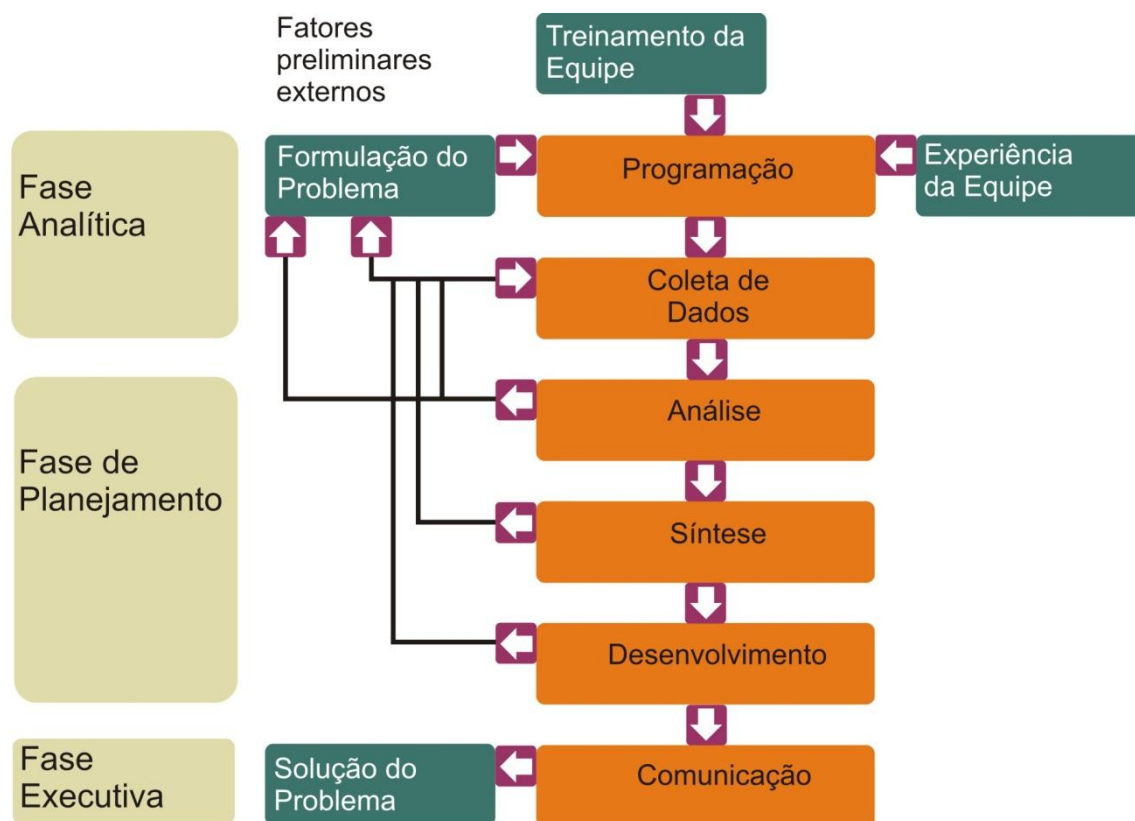 Fatores
preliminares
externos
Treinamento da
Equipe
Fase
Analítica
Formulação do
Problema
Programação
Experiência
da Equipe
Coleta de
Dados
Fase de
Planejamento
Análise
Síntese
Desenvolvimento
Fase
Executiva
Solução do
Problema
Comunicação